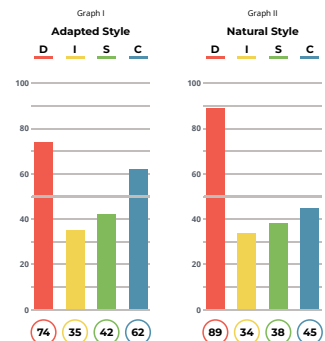 Graph I
Adapted Style
D I S C
100
80
60
40
20
0
74 35 42 62
Graph II
Natural Style
D I S C
100
80
60
40
20
0
89 34 38 45